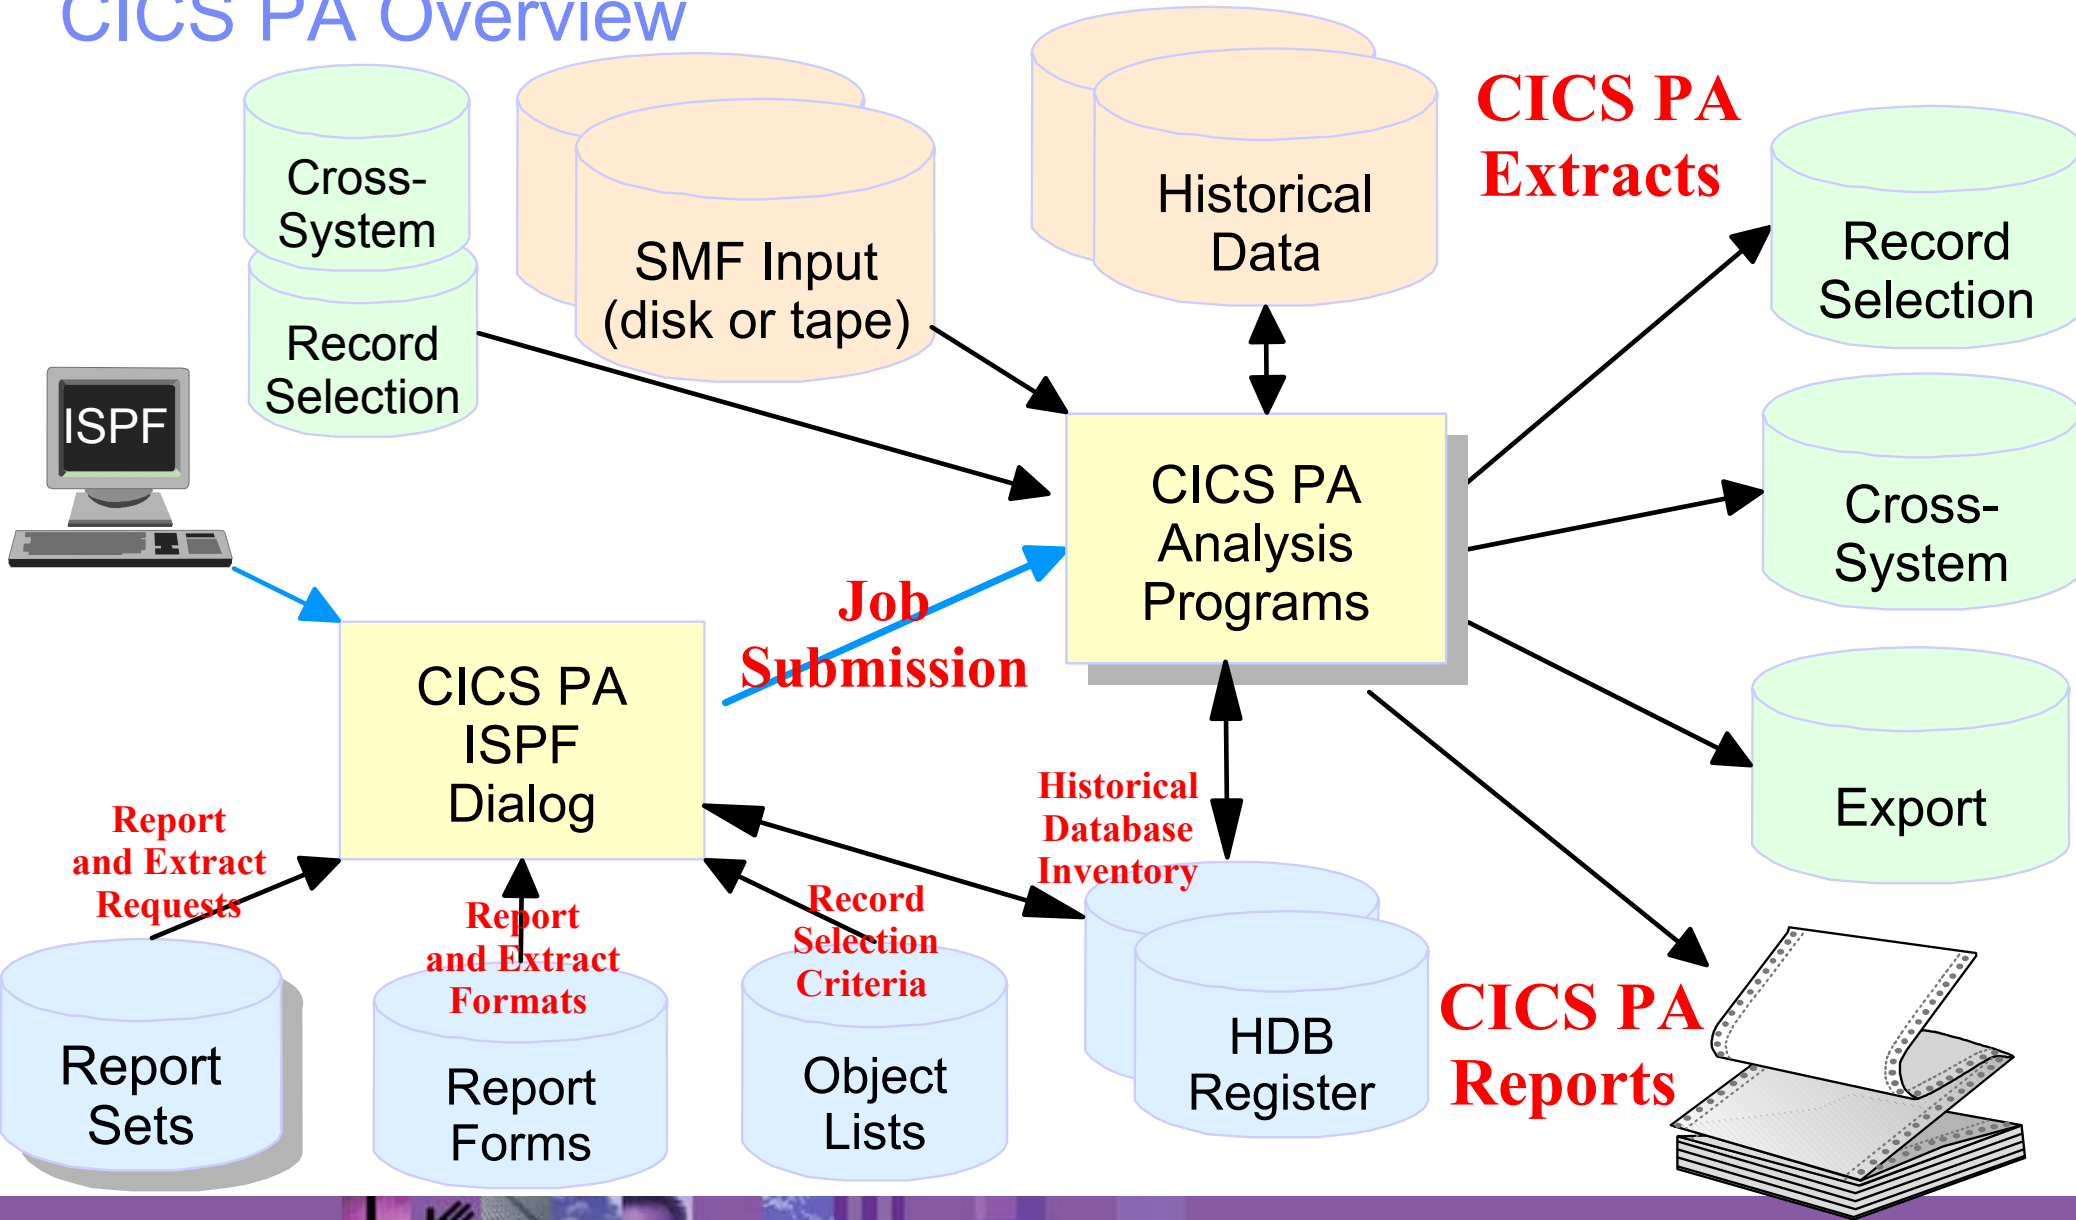 CICS PA Overview
Cross-
System
Record
Selection
SMF Input
(disk or tape)
Historical
Data
CICS PA
Extracts
Record
Selection
Cross-
System
Export
ISPF
CICS PA
Analysis
Programs
Job
Submission
CICS PA
ISPF
Dialog
Report
and Extract
Requests
Report
and Extract
Formats
Record
Selection
Criteria
Historical
Database
Inventory
Report
Sets
Report
Forms
Object
Lists
HDB
Register
CICS PA
Reports